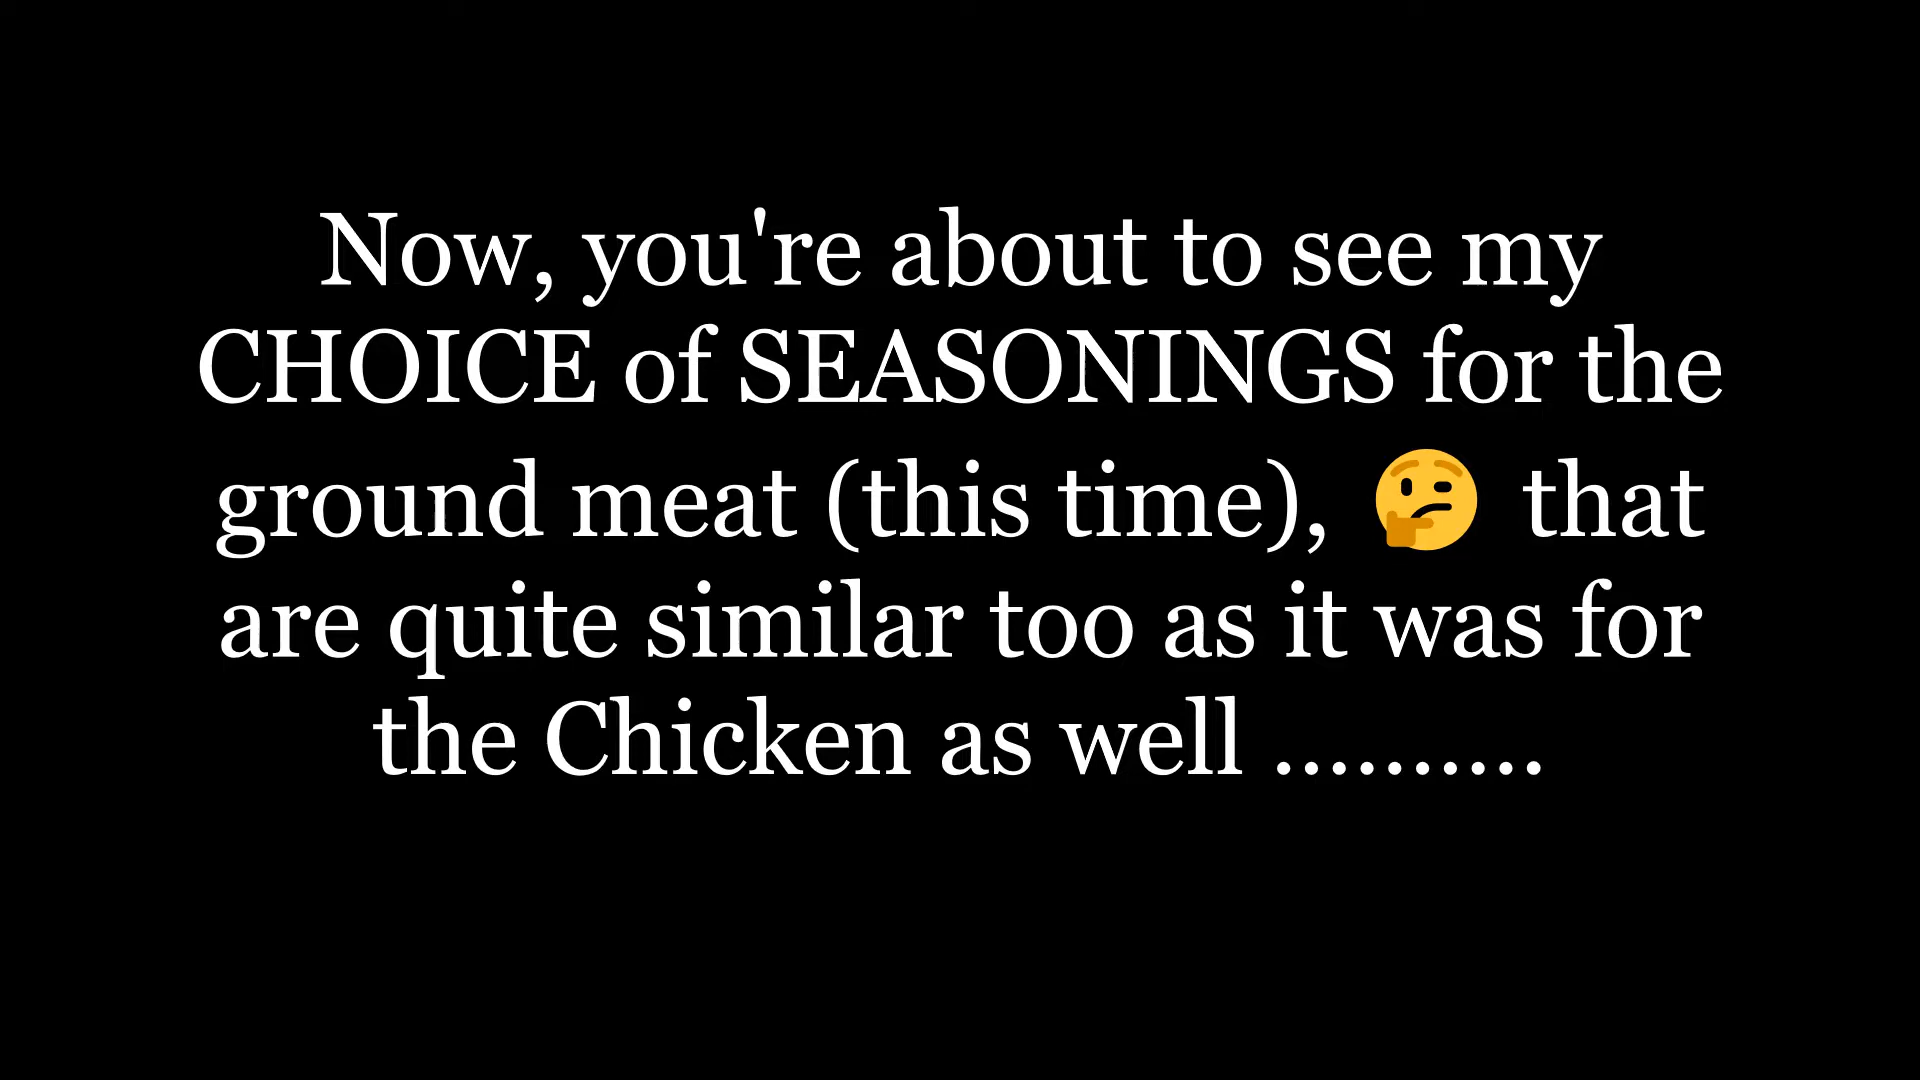 Now, you're about to see my
CHOICE of SEASONINGS for the
ground meat (this time), 🤔 that
are quite similar too as it was for
the Chicken as well ..........